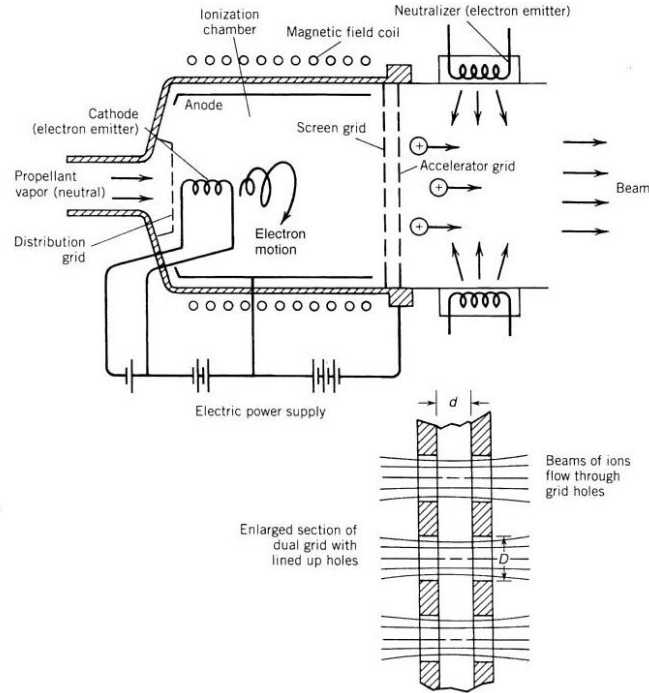 Ionization
chamber
Magnetic field coil
Neutralizer (electron emitter)
Anode
Cathode
(electron emitter)
Screen grid
Accelerator grid
Propellant
vapor (neutral)
Beam
Distribution
grid
Electron
motion
Electric power supply
d
Beams of ions
flow through
grid holes
Enlarged section of
dual grid with
lined up holes
D